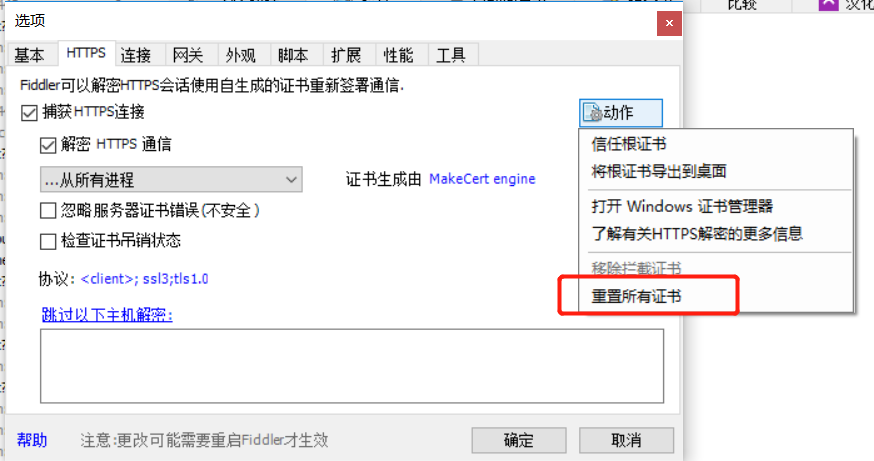 比较
汉化
选项
基本 HTTPS 连接 网关 外观 脚本 扩展 性能 工具
Fiddler可以解密HTTPS会话使用自生成的证书重新签署通信.
捕获HTTPS连接
动作
解密 HTTPS 通信
信任根证书
将根证书导出到桌面
...从所有进程
证书生成由 MakeCert engine
打开 Windows 证书管理器
忽略服务器证书错误(不安全)
了解有关HTTPS解密的更多信息
检查证书吊销状态
移除拦截证书
协议: <client>; ssl3;tls1.0
重置所有证书
跳过以下主机解密:
帮助
注意:更改可能需要重启Fiddler才生效
确定
取消